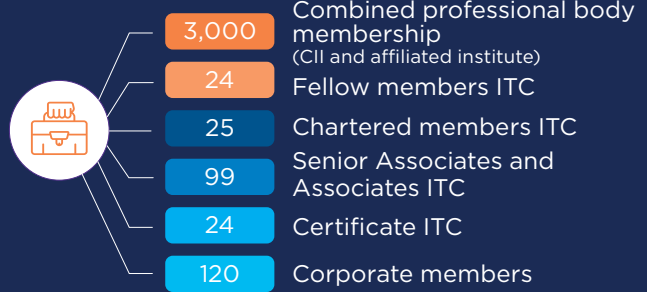 3,000 Combined professional body
membership
(CII and affiliated institute)
24 Fellow members ITC
25 Chartered members ITC
99 Senior Associates and
Associates ITC
24 Certificate ITC
120 Corporate members